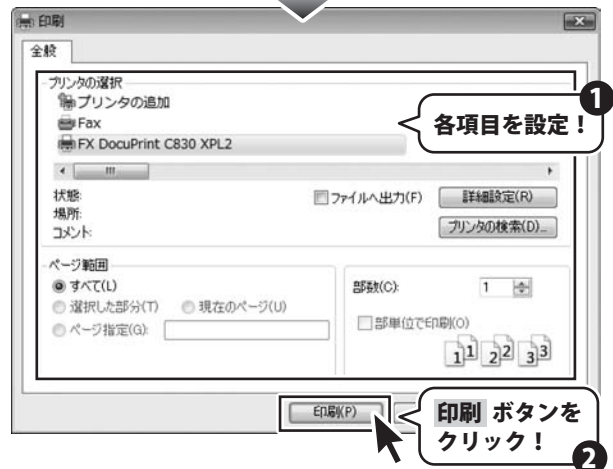 印刷
全般
プリンタの選択
プリンタの追加
Fax
FX DocuPrint C830 XPL2
❶
各項目を設定！
状態:
場所:
コメント:
ファイルへ出力(F)
詳細設定(R)
プリンタの検索(D)...
ページ範囲
すべて(L)
選択した部分(T)
現在のページ(U)
ページ指定(G):
部数(C):
1
部単位で印刷(O)
11 22 33
印刷(P)
印刷 ボタンを
クリック！
❷